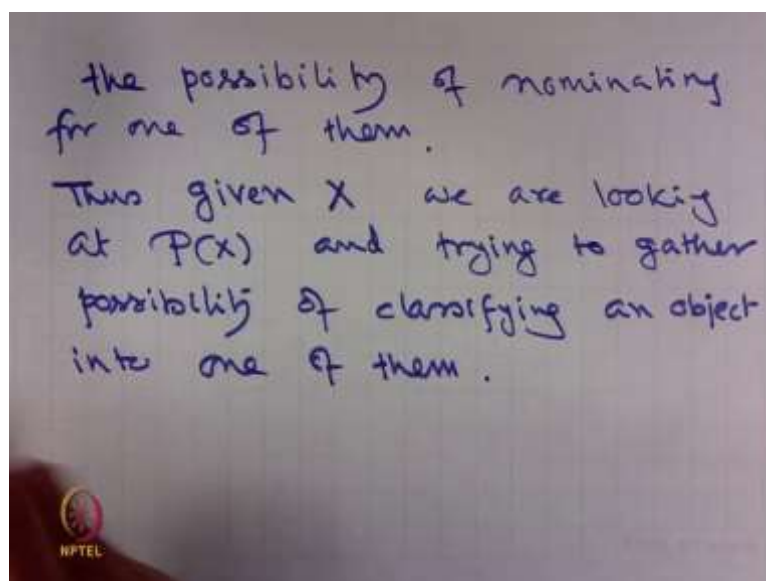 the possibility of nominating
for one of them.
Thus given X we are looking
at P(X) and trying to gather
possibility of classifying an object
into one of them.
NPTEL